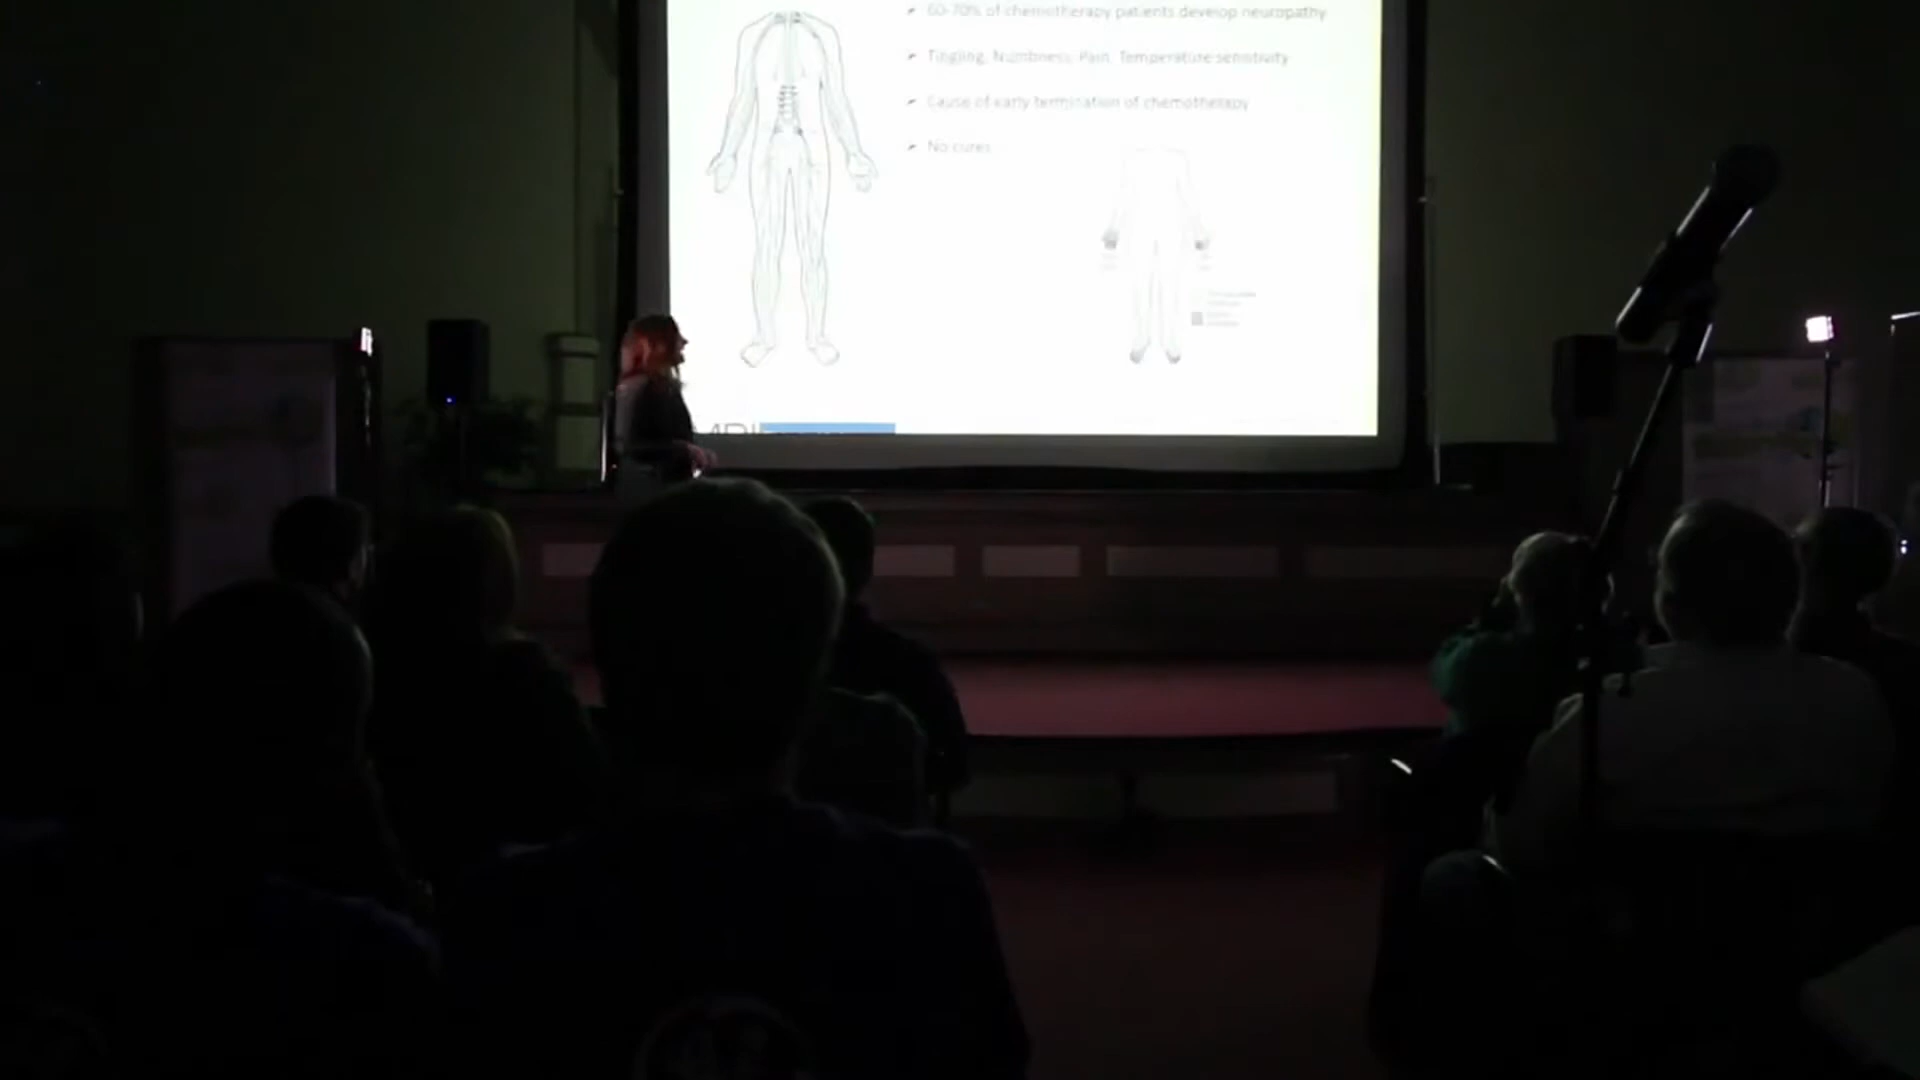 60-70% of chemotherapy patients develop neuropathy
Tingling, Numbness, Pain, Temperature sensitivity
Cause of early termination of chemotherapy
No cures